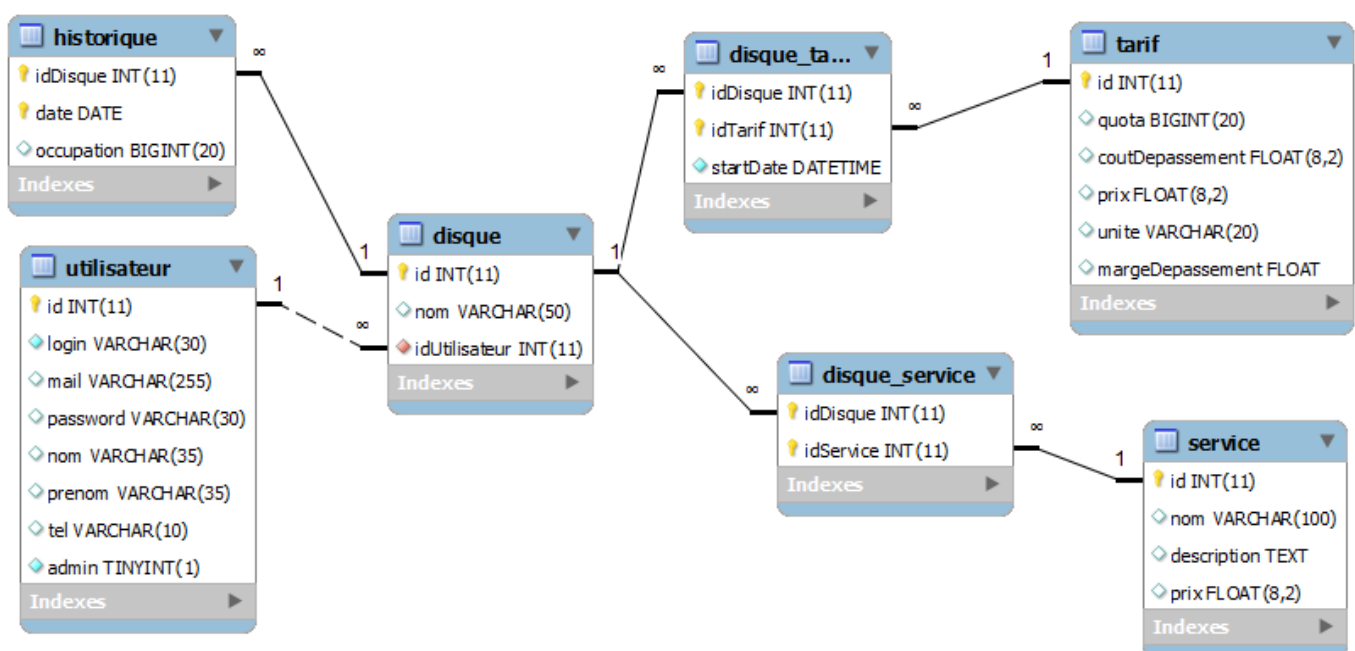 historique
idDisque INT(11)
date DATE
occupation BIGINT(20)
Indexes
∞
1
utilisateur
id INT(11)
login VARCHAR(30)
mail VARCHAR(255)
password VARCHAR(30)
nom VARCHAR(35)
prenom VARCHAR(35)
tel VARCHAR(10)
admin TINYINT(1)
Indexes
1
∞
disque
id INT(11)
nom VARCHAR(50)
idUtilisateur INT(11)
Indexes
1
∞
disque_ta...
idDisque INT(11)
idTarif INT(11)
startDate DATETIME
Indexes
∞
1
tarif
id INT(11)
quota BIGINT(20)
coutDepassement FLOAT(8,2)
prix FLOAT(8,2)
unite VARCHAR(20)
margeDepassement FLOAT
Indexes
∞
disque_service
idDisque INT(11)
idService INT(11)
Indexes
∞
1
service
id INT(11)
nom VARCHAR(100)
description TEXT
prix FLOAT(8,2)
Indexes